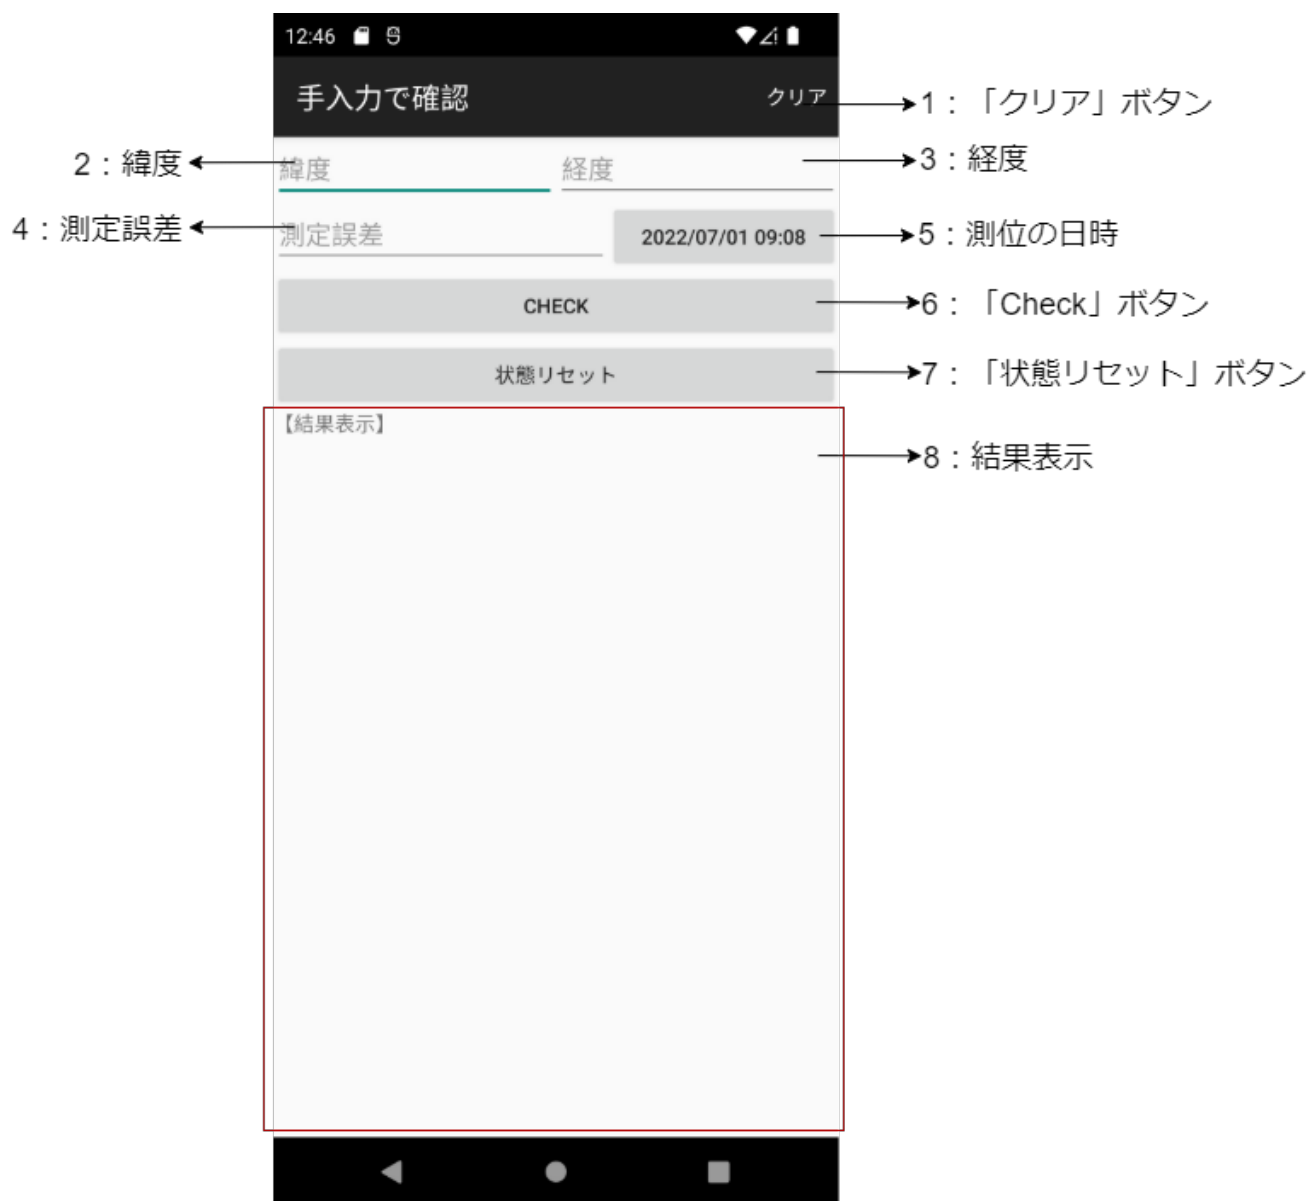 12:46
手入力で確認
クリア
1：「クリア」ボタン
2：緯度
緯度
経度
3：経度
4：測定誤差
測定誤差
2022/07/01 09:08
5：測位の日時
CHECK
6：「Check」ボタン
状態リセット
7：「状態リセット」ボタン
【結果表示】
8：結果表示